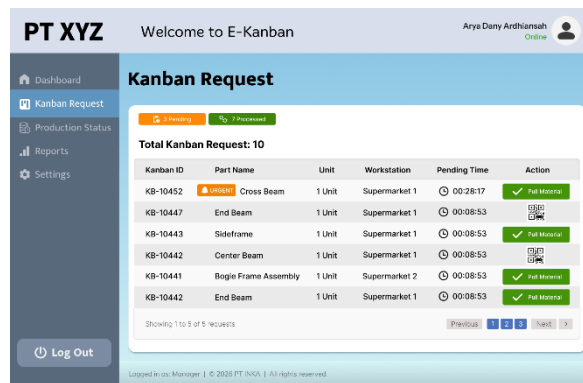 PT XYZ
Welcome to E-Kanban
Arya Dany Ardhiansah
Online
Dashboard
Kanban Request
Production Status
Reports
Settings
Log Out
Kanban Request
3 Pending
7 Processed
Total Kanban Request: 10
Kanban ID Part Name Unit Workstation Pending Time Action
KB-10452 URGENT Cross Beam 1 Unit Supermarket 1 00:28:17 Pull Material
KB-10447 End Beam 1 Unit Supermarket 1 00:08:53
KB-10443 Sideframe 1 Unit Supermarket 1 00:08:53 Pull Material
KB-10442 Center Beam 1 Unit Supermarket 1 00:08:53
KB-10441 Bogie Frame Assembly 1 Unit Supermarket 2 00:08:53 Pull Material
KB-10442 End Beam 1 Unit Supermarket 1 00:08:53 Pull Material
Showing 1 to 5 of 5 requests
Previous 1 2 3 Next >
Logged in as: Manager | © 2026 PT INKA | All rights reserved.